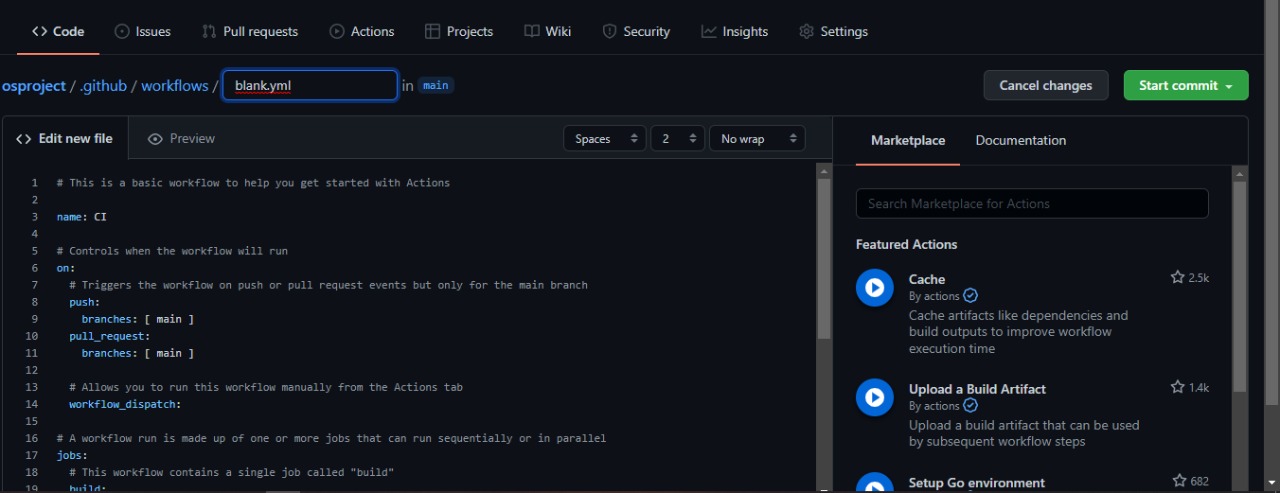 Code Issues Pull requests Actions Projects Wiki Security Insights Settings
osproject / .github / workflows / blank.yml in main Cancel changes Start commit
Edit new file Preview Spaces 2 No wrap
1 # This is a basic workflow to help you get started with Actions
2
3 name: CI
4
5 # Controls when the workflow will run
6 on:
7 # Triggers the workflow on push or pull request events but only for the main branch
8 push:
9 branches: [ main ]
10 pull_request:
11 branches: [ main ]
12
13 # Allows you to run this workflow manually from the Actions tab
14 workflow_dispatch:
15
16 # A workflow run is made up of one or more jobs that can run sequentially or in parallel
17 jobs:
18 # This workflow contains a single job called "build"
19 build:
Marketplace Documentation
Search Marketplace for Actions
Featured Actions
Cache 2.5k
By actions
Cache artifacts like dependencies and
build outputs to improve workflow
execution time
Upload a Build Artifact 1.4k
By actions
Upload a build artifact that can be used
by subsequent workflow steps
Setup Go environment 682